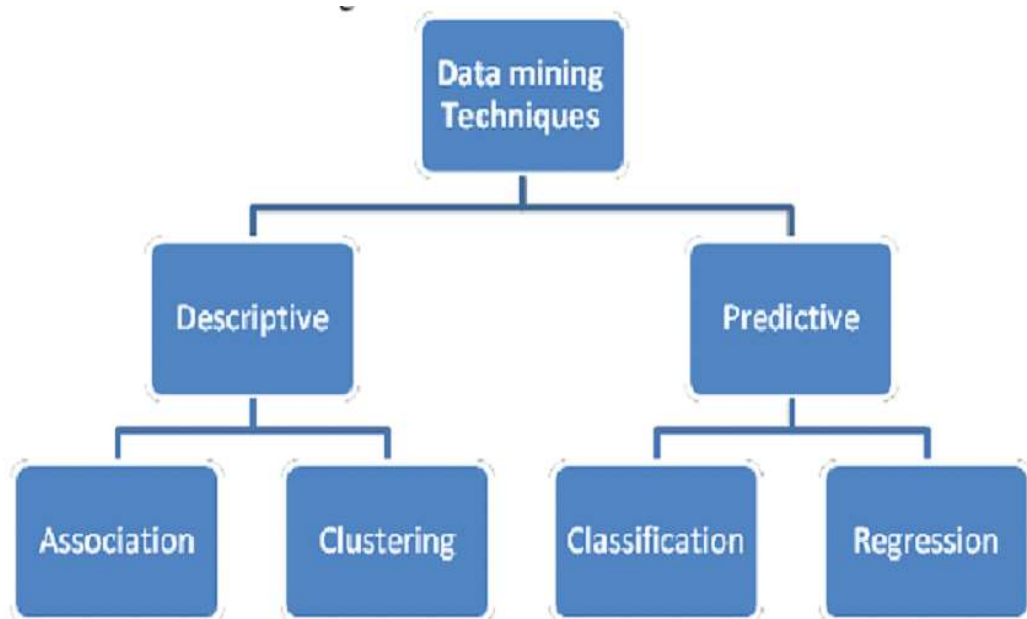 Data mining
Techniques
Descriptive
Predictive
Association
Clustering
Classification
Regression